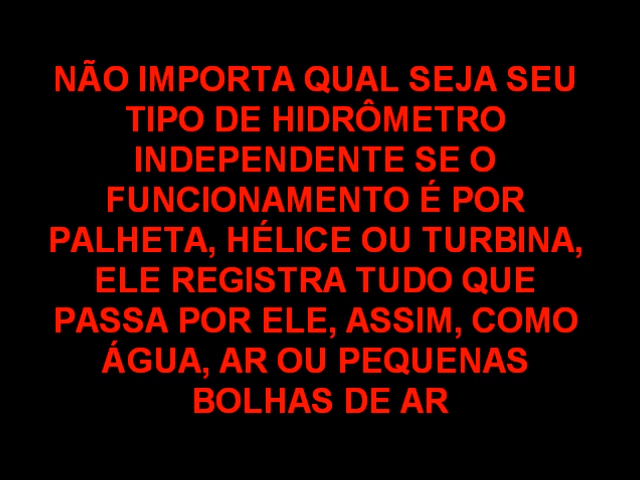 NÃO IMPORTA QUAL SEJA SEU
TIPO DE HIDRÔMETRO
INDEPENDENTE SE O
FUNCIONAMENTO É POR
PALHETA, HÉLICE OU TURBINA,
ELE REGISTRA TUDO QUE
PASSA POR ELE, ASSIM, COMO
ÁGUA, AR OU PEQUENAS
BOLHAS DE AR